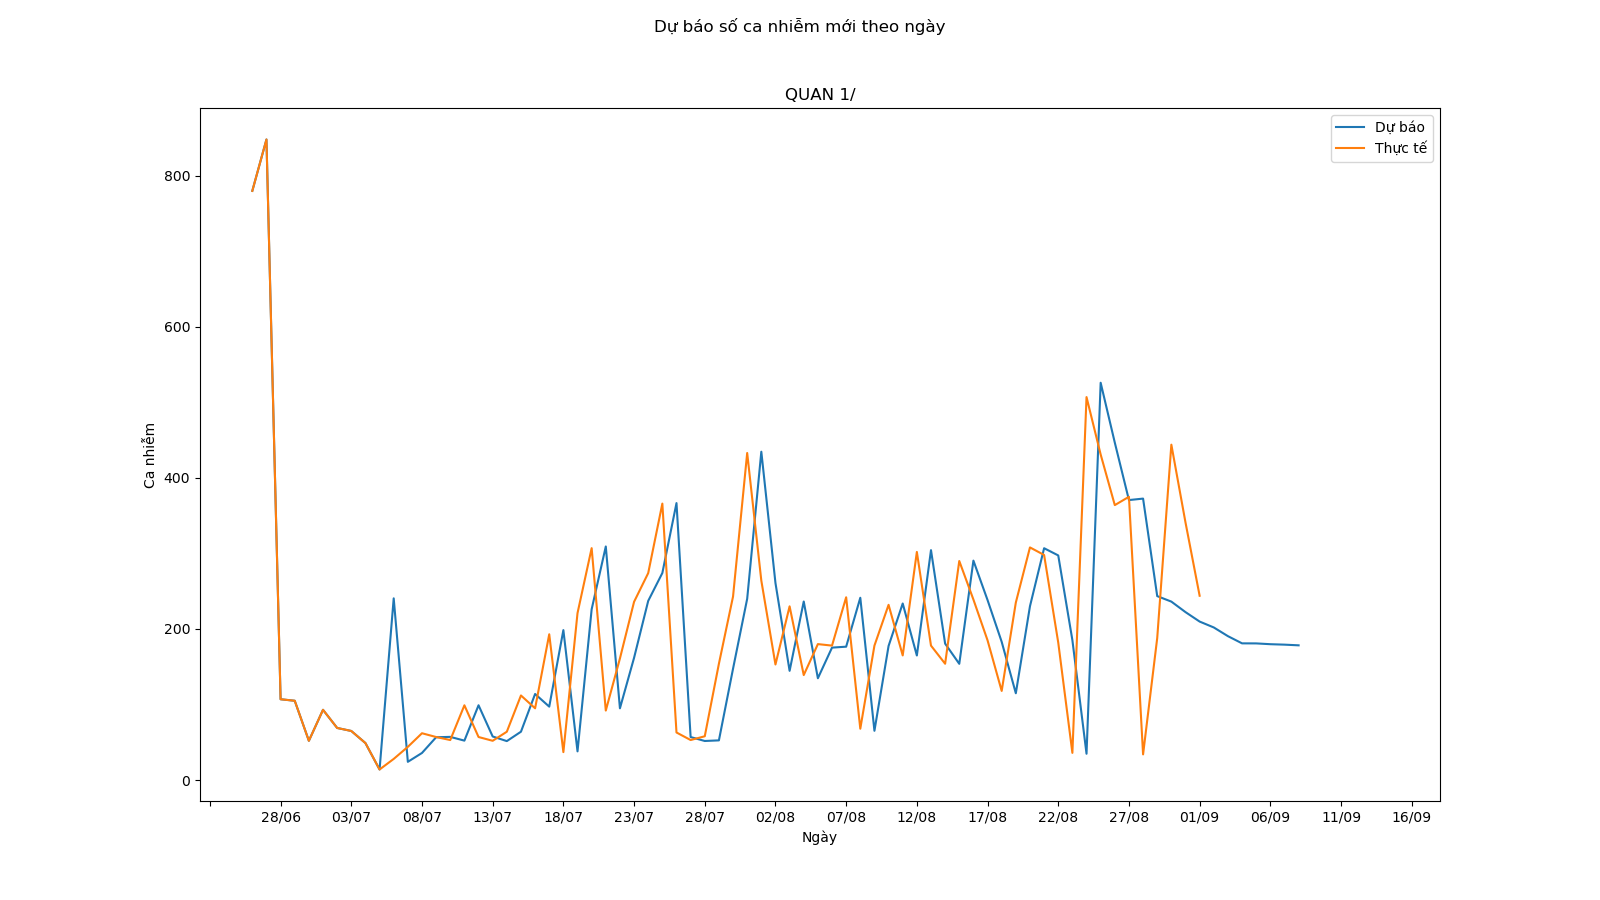 Dự báo số ca nhiễm mới theo ngày
QUAN 1/
Dự báo
Thực tế
800
600
400
200
0
Ca nhiễm
28/06 03/07 08/07 13/07 18/07 23/07 28/07 02/08 07/08 12/08 17/08 22/08 27/08 01/09 06/09 11/09 16/09
Ngày